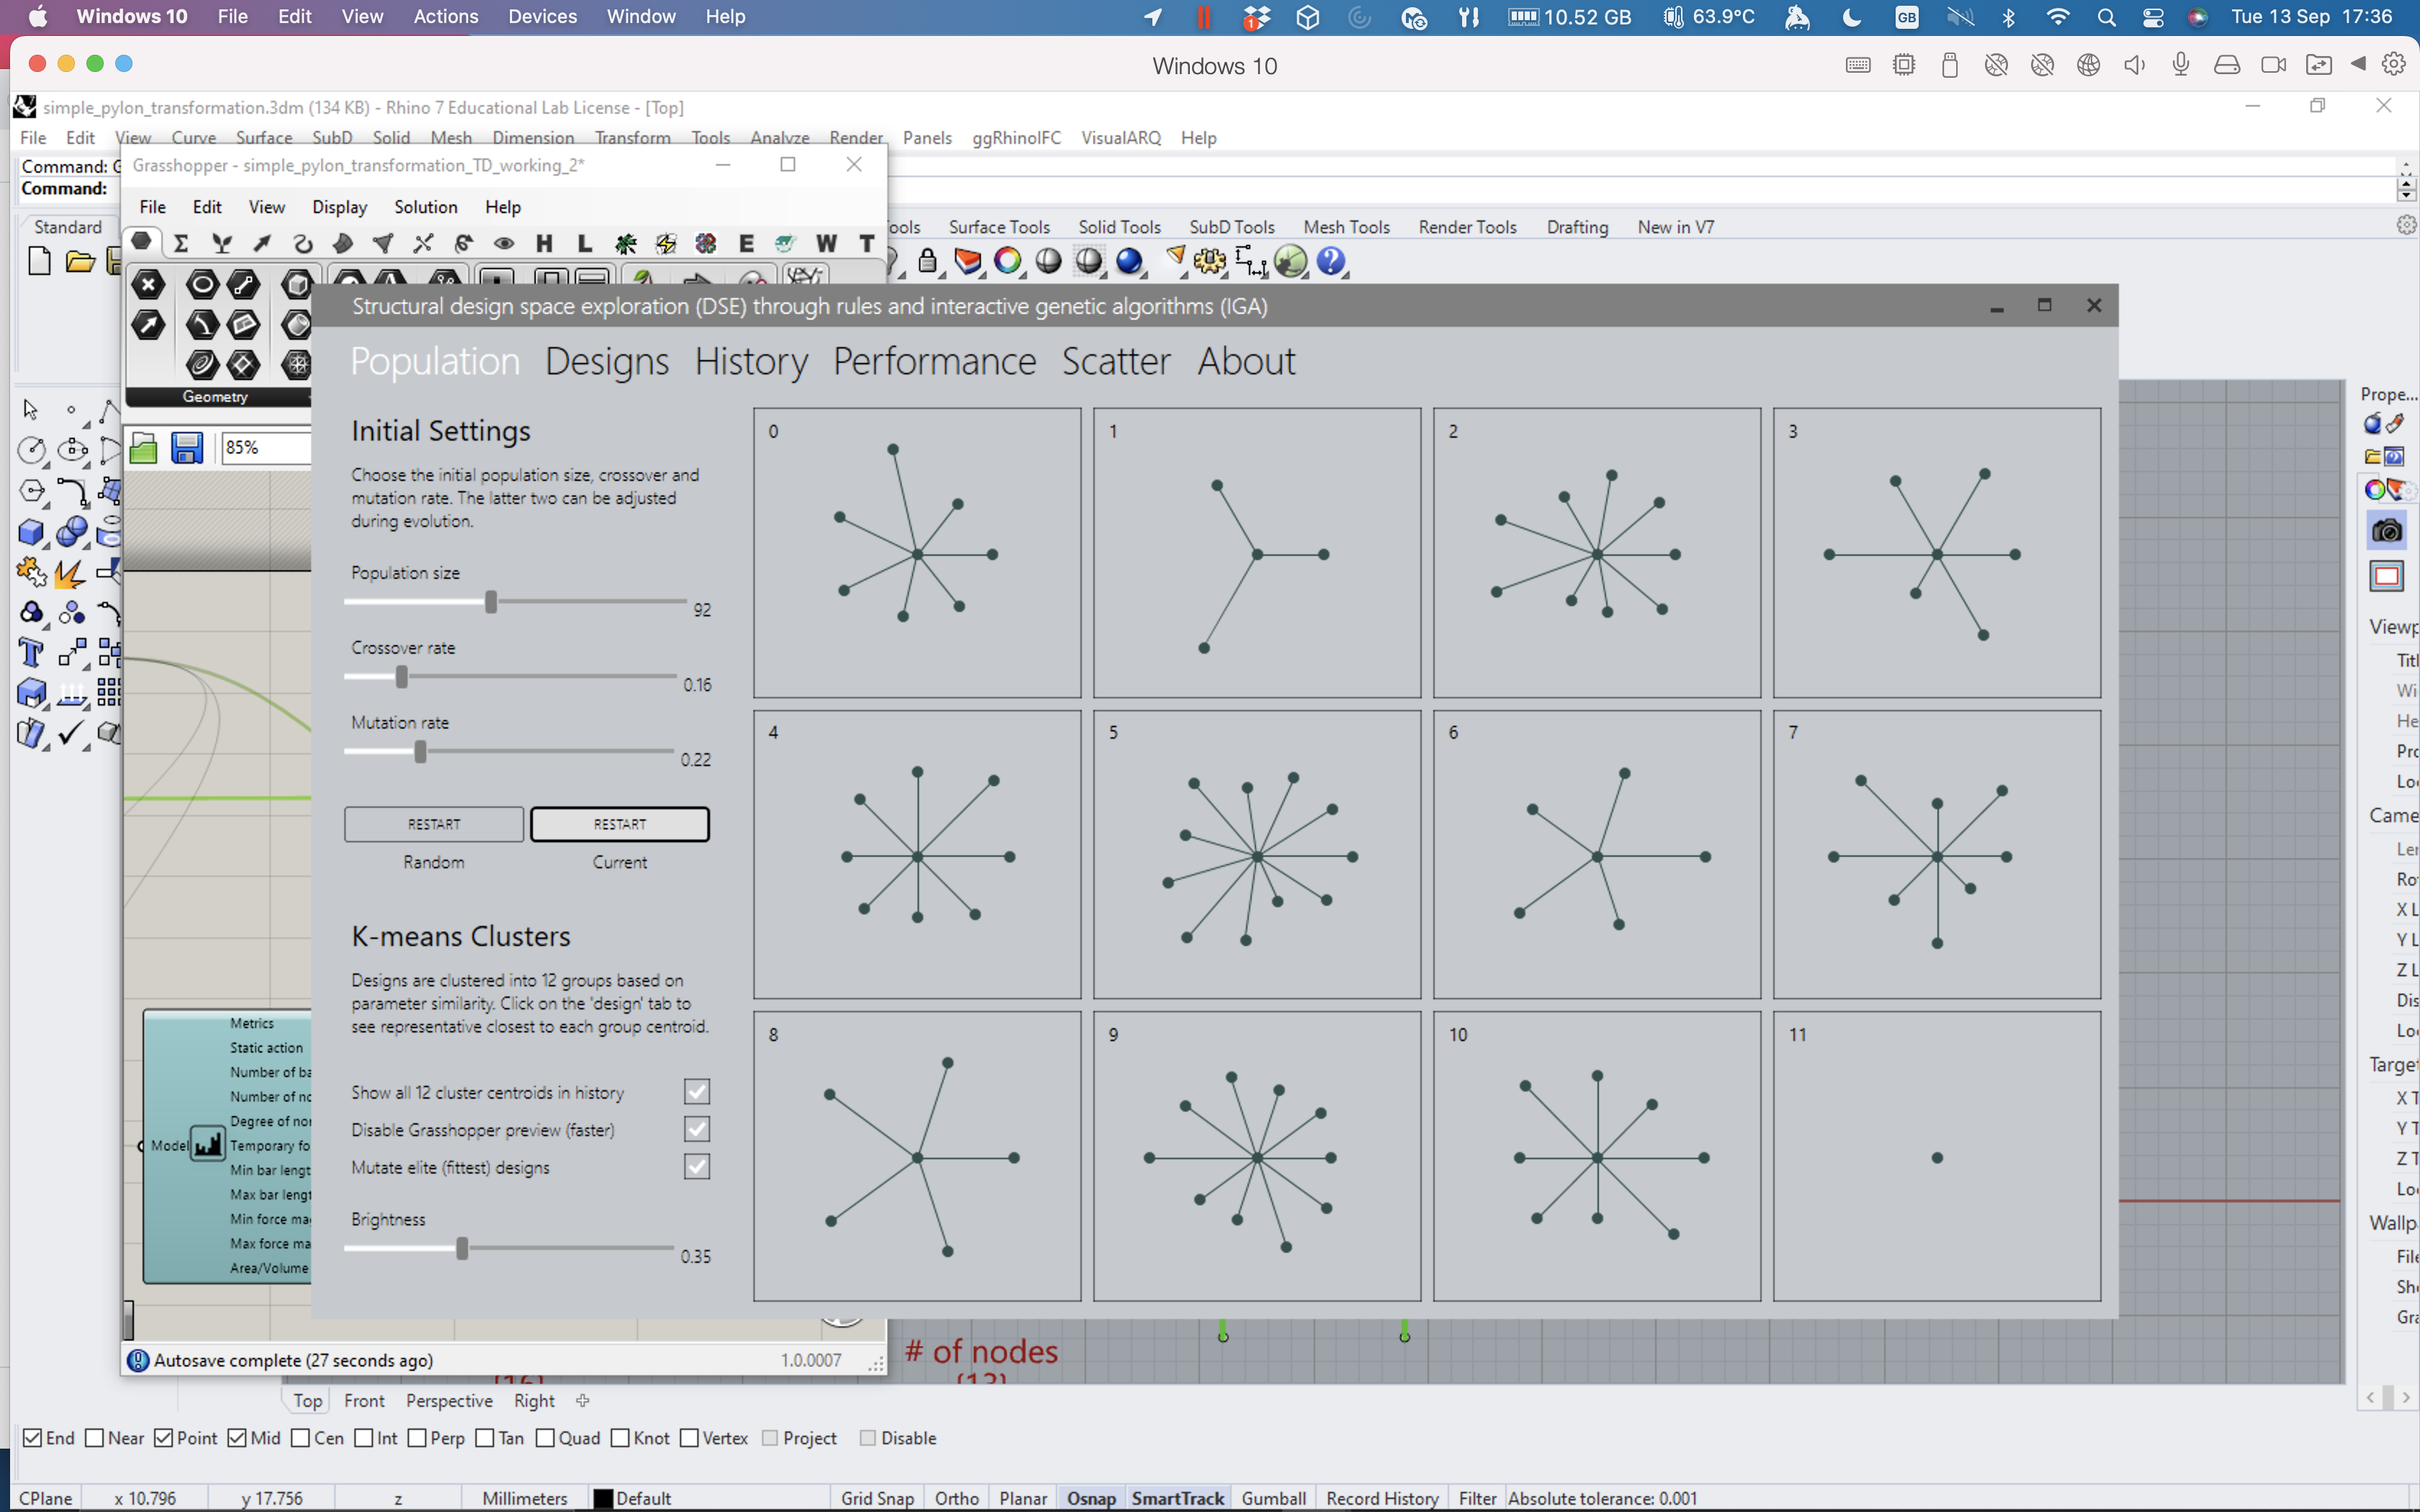 Windows 10 File Edit View Actions Devices Window Help 10.52 GB 63.9°C GB Tue 13 Sep 17:36
Windows 10
simple_pylon_transformation.3dm (134 KB) - Rhino 7 Educational Lab License - [Top]
File Edit View Curve Surface SubD Solid Mesh Dimension Transform Tools Analyze Render Panels ggRhinoIFC VisualARQ Help
Command: G
Command:
Grasshopper - simple_pylon_transformation_TD_working_2*
File Edit View Display Solution Help
Standard
ools Surface Tools Solid Tools SubD Tools Mesh Tools Render Tools Drafting New in V7
H L E W T
Geometry
85%
Structural design space exploration (DSE) through rules and interactive genetic algorithms (IGA)
Population Designs History Performance Scatter About
Initial Settings
Choose the initial population size, crossover and
mutation rate. The latter two can be adjusted
during evolution.
Population size
92
Crossover rate
0.16
Mutation rate
0.22
RESTART RESTART
Random Current
K-means Clusters
Designs are clustered into 12 groups based on
parameter similarity. Click on the 'design' tab to
see representative closest to each group centroid.
Show all 12 cluster centroids in history
Disable Grasshopper preview (faster)
Mutate elite (fittest) designs
Brightness
0.35
0 1 2 3
4 5 6 7
8 9 10 11
Model
Metrics
Static action
Number of ba
Number of no
Degree of no
Temporary fo
Min bar lengt
Max bar lengt
Min force ma
Max force ma
Area/Volume
Prope...
Viewp
Titl
Wi
He
Pro
Lo
Came
Ler
Ro
X L
Y L
Z L
Dis
Lo
Target
X T
Y T
Z T
Lo
Wallp
File
Sh
Gra
Autosave complete (27 seconds ago) 1.0.0007
# of nodes
Top Front Perspective Right
End Near Point Mid Cen Int Perp Tan Quad Knot Vertex Project Disable
CPlane x 10.796 y 17.756 z Millimeters Default Grid Snap Ortho Planar Osnap SmartTrack Gumball Record History Filter Absolute tolerance: 0.001